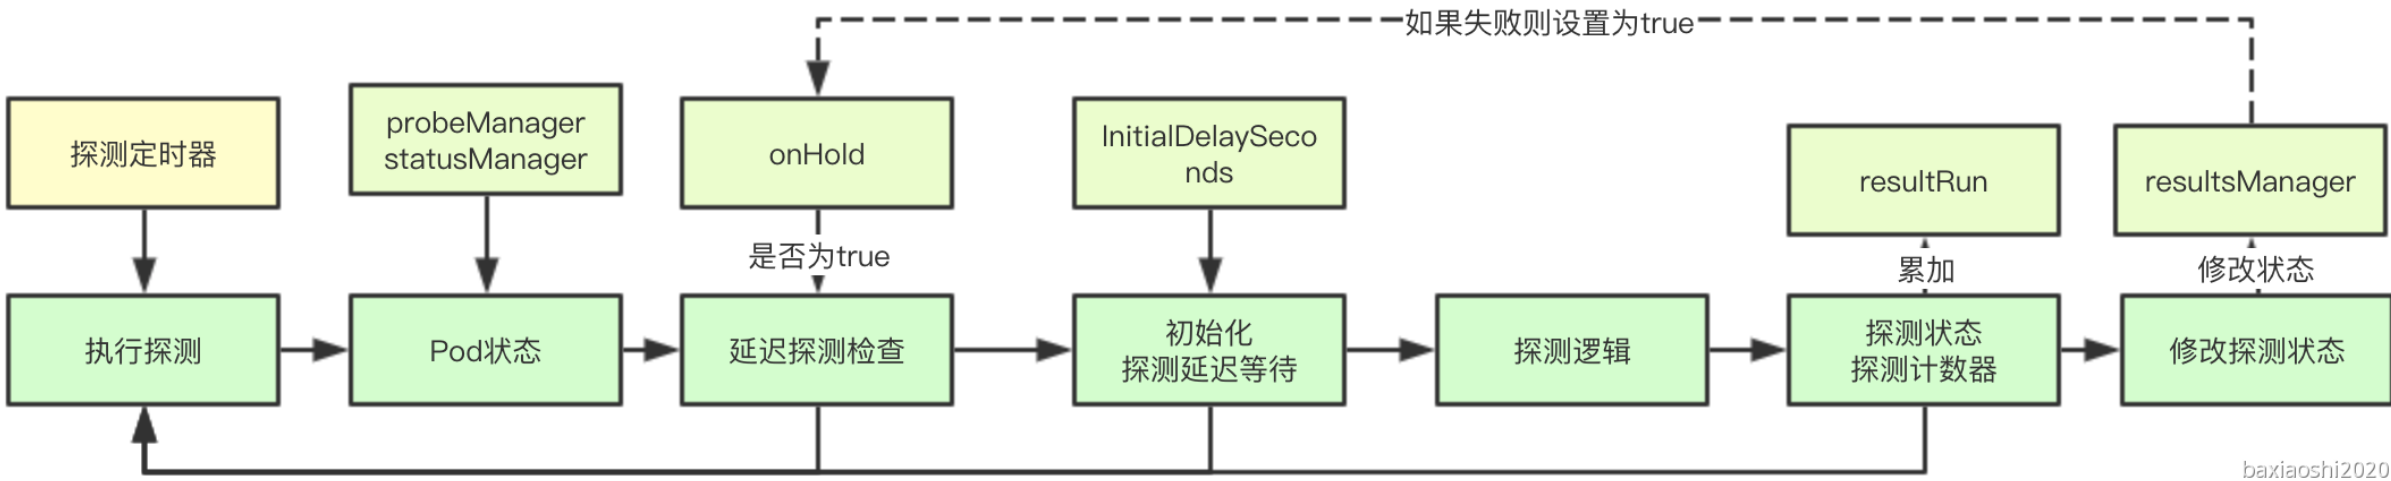 如果失败则设置为true
探测定时器
probeManager
statusManager
onHold
InitialDelaySeco
nds
resultRun
resultsManager
是否为true
累加
修改状态
执行探测
Pod状态
延迟探测检查
初始化
探测延迟等待
探测逻辑
探测状态
探测计数器
修改探测状态
baxiaoshi2020